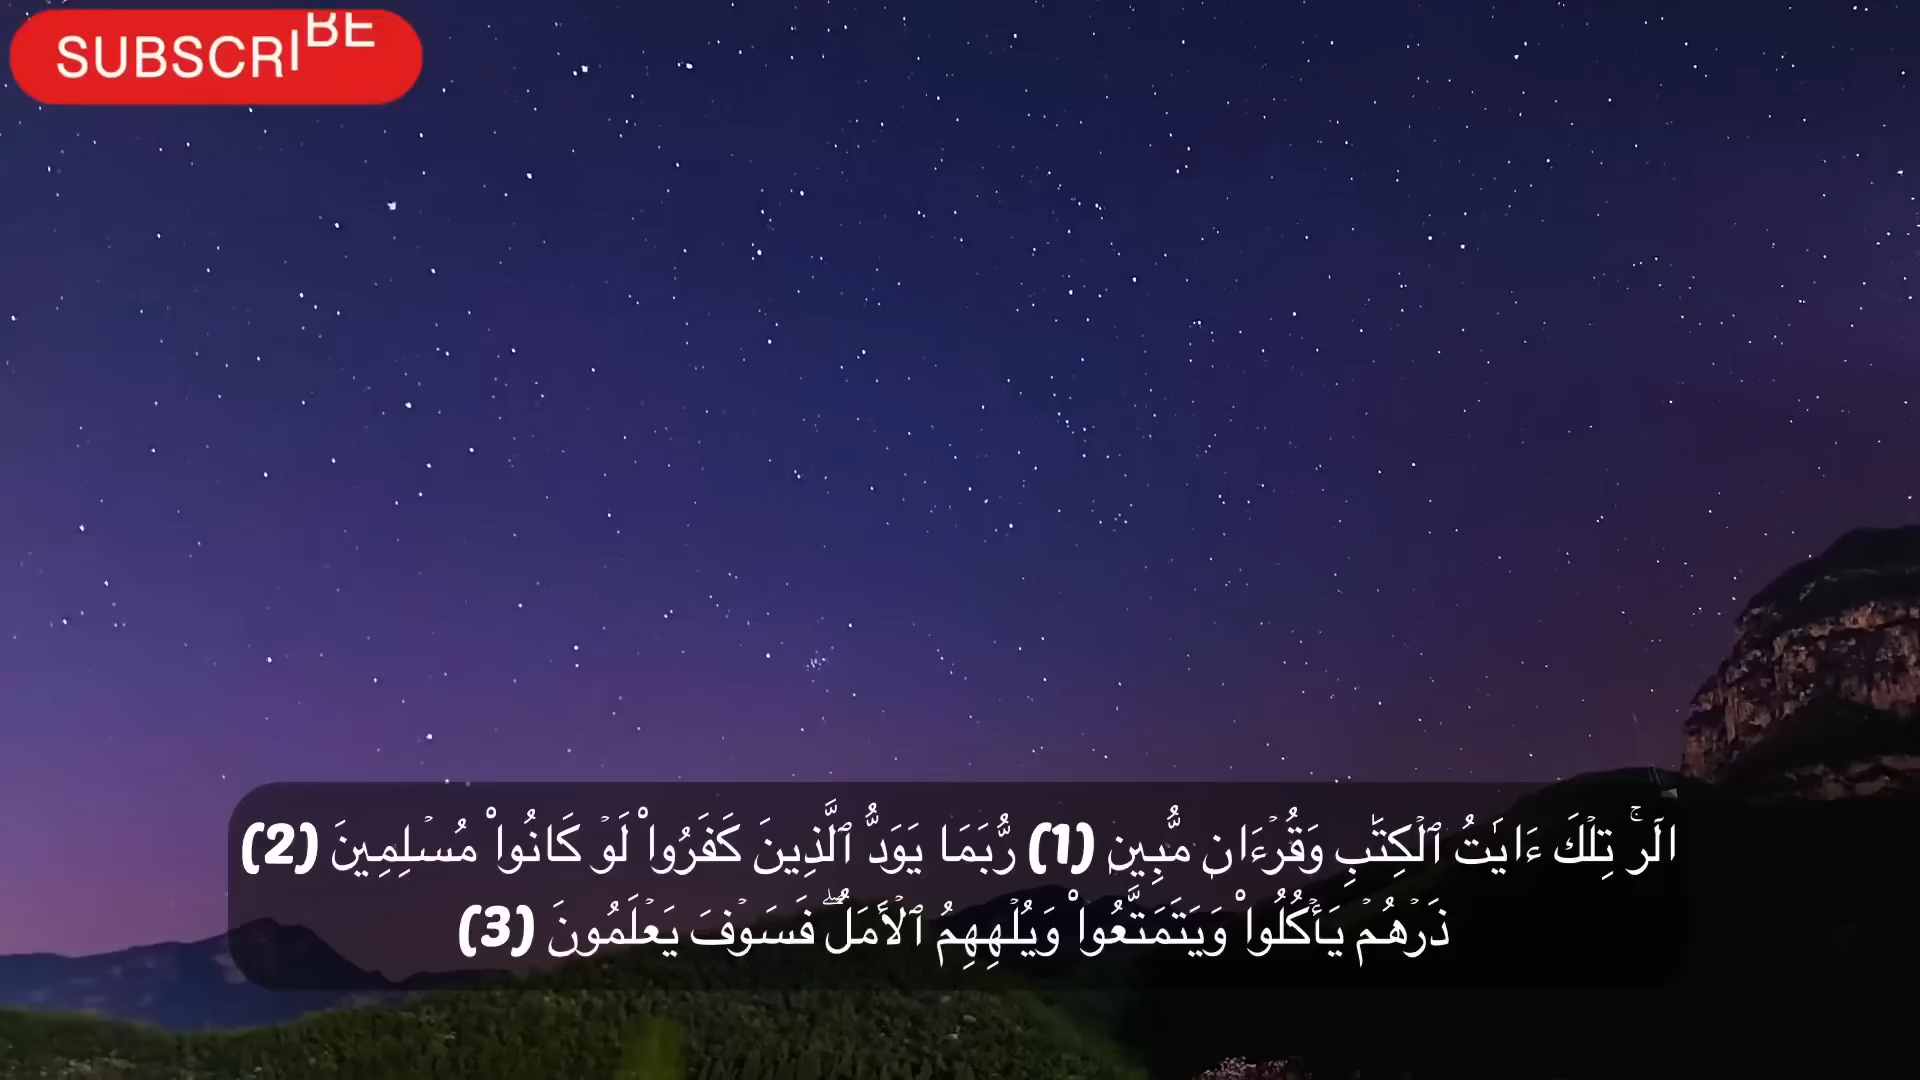 SUBSCRIBE
الٓرۚ تِلۡكَ ءَايَٰتُ ٱلۡكِتَٰبِ وَقُرۡءَانٖ مُّبِينٖ (1) رُّبَمَا يَوَدُّ ٱلَّذِينَ كَفَرُواْ لَوۡ كَانُواْ مُسۡلِمِينَ (2)
ذَرۡهُمۡ يَأۡكُلُواْ وَيَتَمَتَّعُواْ وَيُلۡهِهِمُ ٱلۡأَمَلُۖ فَسَوۡفَ يَعۡلَمُونَ (3)